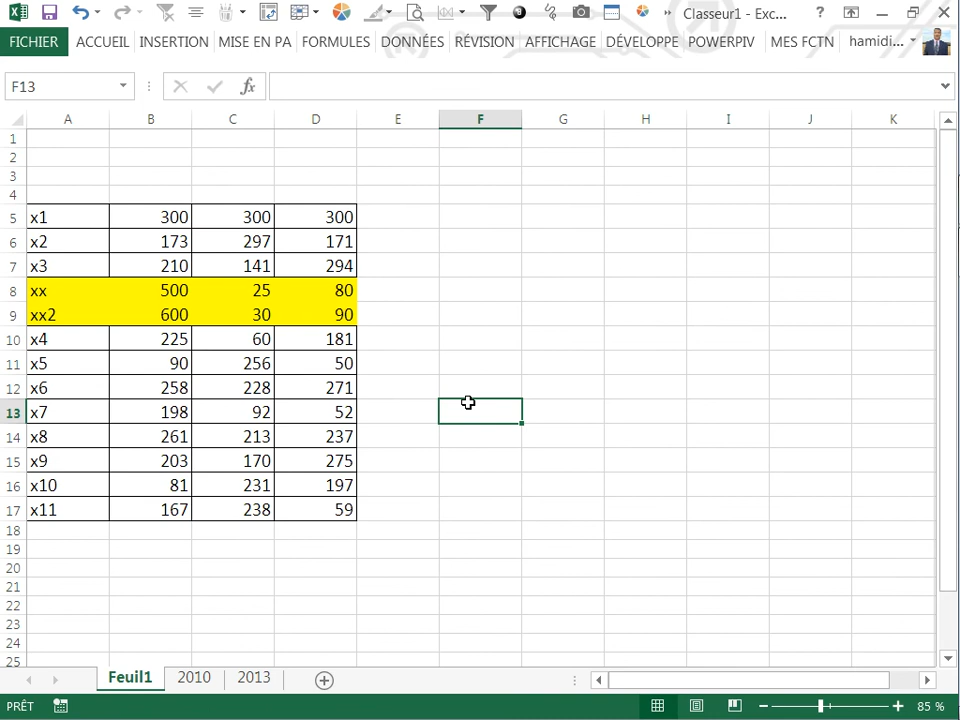 Classeur1 - Exc... ?
FICHIER ACCUEIL INSERTION MISE EN PA FORMULES DONNÉES RÉVISION AFFICHAGE DÉVELOPPE POWERPIV MES FCTN hamidi...
F13 fx
A B C D E F G H I J K
1
2
3
4
5 x1 300 300 300
6 x2 173 297 171
7 x3 210 141 294
8 xx 500 25 80
9 xx2 600 30 90
10 x4 225 60 181
11 x5 90 256 50
12 x6 258 228 271
13 x7 198 92 52
14 x8 261 213 237
15 x9 203 170 275
16 x10 81 231 197
17 x11 167 238 59
18
19
20
21
22
23
24
25
Feuil1 2010 2013
PRÊT 85 %